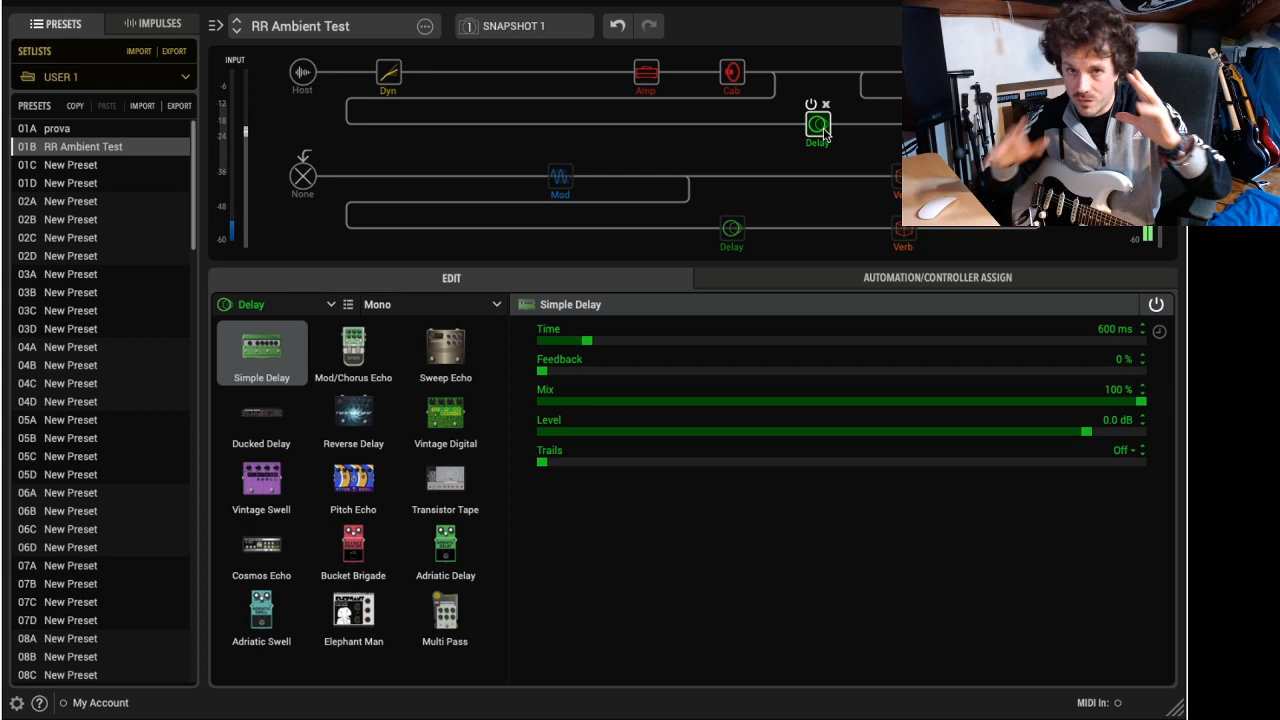 PRESETS
IMPULSES
RR Ambient Test
1 SNAPSHOT 1
SETLISTS
IMPORT
EXPORT
USER 1
PRESETS
COPY
PASTE
IMPORT
EXPORT
01A prova
01B RR Ambient Test
01C New Preset
01D New Preset
02A New Preset
02B New Preset
02C New Preset
02D New Preset
03A New Preset
03B New Preset
03C New Preset
03D New Preset
04A New Preset
04B New Preset
04C New Preset
04D New Preset
05A New Preset
05B New Preset
05C New Preset
05D New Preset
06A New Preset
06B New Preset
06C New Preset
06D New Preset
07A New Preset
07B New Preset
07C New Preset
07D New Preset
08A New Preset
08B New Preset
08C New Preset
INPUT
-6
-12
-18
-24
-36
-48
-60
Host
Dyn
Amp
Cab
Delay
None
Mod
Delay
Verb
-60
EDIT
AUTOMATION/CONTROLLER ASSIGN
Delay
Mono
Simple Delay
Simple Delay
Mod/Chorus Echo
Sweep Echo
Ducked Delay
Reverse Delay
Vintage Digital
Vintage Swell
Pitch Echo
Transistor Tape
Cosmos Echo
Bucket Brigade
Adriatic Delay
Adriatic Swell
Elephant Man
Multi Pass
Time 600 ms
Feedback 0 %
Mix 100 %
Level 0.0 dB
Trails Off
? My Account
MIDI In: